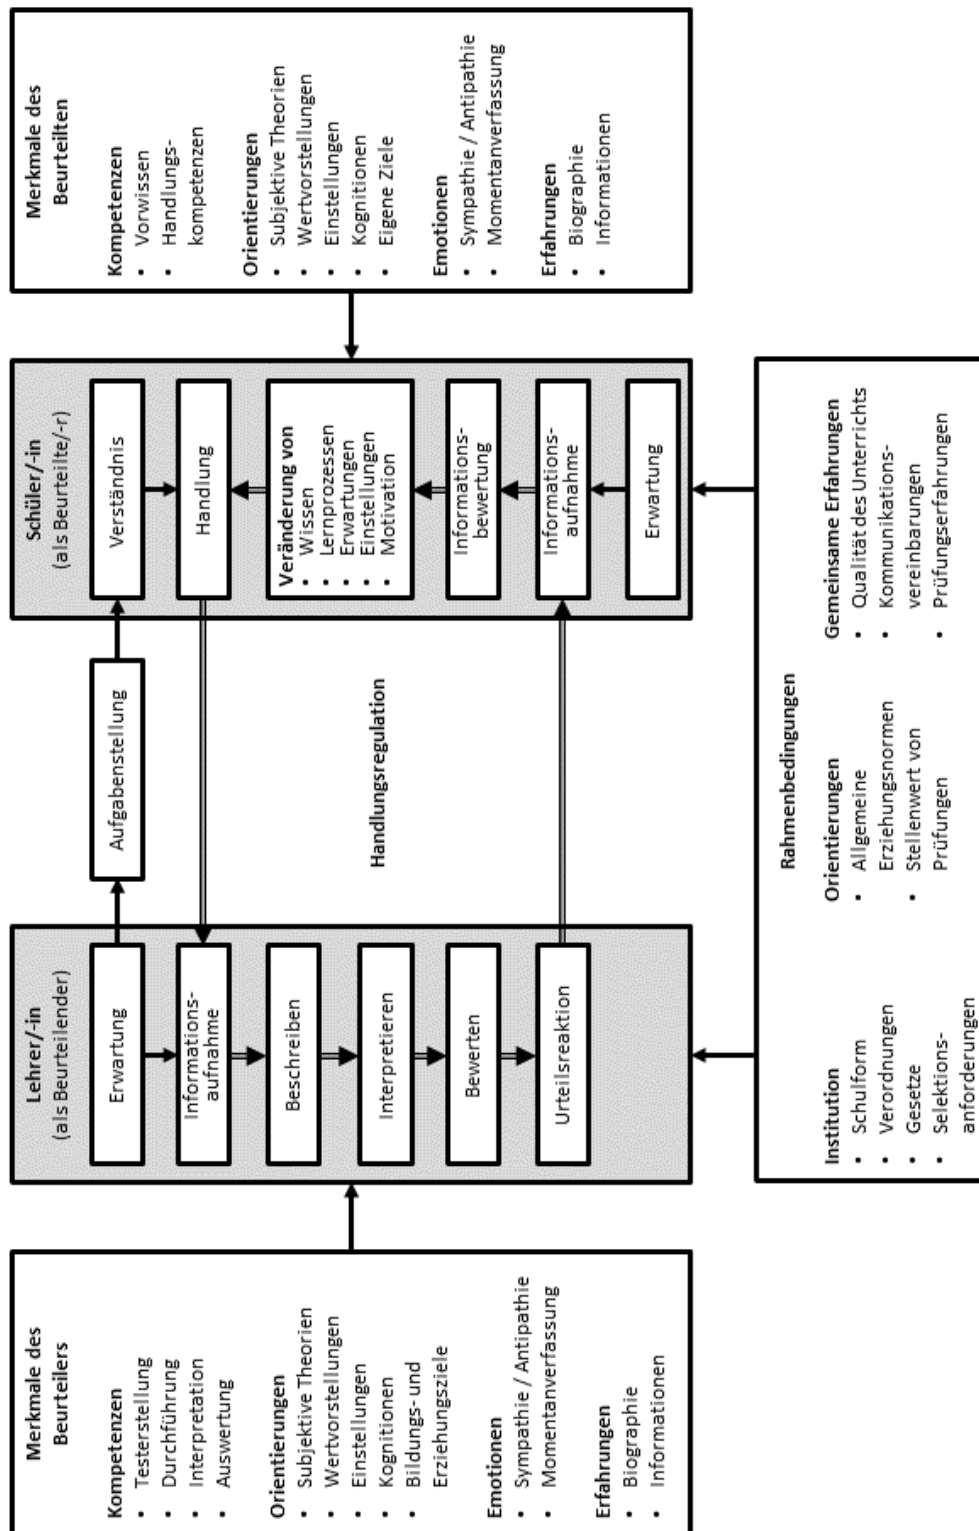 Merkmale des
Beurteilers
Kompetenzen
• Testerstellung
• Durchführung
• Interpretation
• Auswertung
Orientierungen
• Subjektive Theorien
• Wertvorstellungen
• Einstellungen
• Kognitionen
• Bildungs- und
Erziehungsziele
Emotionen
• Sympathie / Antipathie
• Momentanverfassung
Erfahrungen
• Biographie
• Informationen
Lehrer/-in
(als Beurteilender)
Erwartung
Informations-
aufnahme
Beschreiben
Interpretieren
Bewerten
Urteilsreaktion
Aufgabenstellung
Handlungsregulation
Schüler/-in
(als Beurteilte/-r)
Verständnis
Handlung
Veränderung von
• Wissen
• Lernprozessen
• Erwartungen
• Einstellungen
• Motivation
Informations-
bewertung
Informations-
aufnahme
Erwartung
Merkmale des
Beurteilten
Kompetenzen
• Vorwissen
• Handlungs-
kompetenzen
Orientierungen
• Subjektive Theorien
• Wertvorstellungen
• Einstellungen
• Kognitionen
• Eigene Ziele
Emotionen
• Sympathie / Antipathie
• Momentanverfassung
Erfahrungen
• Biographie
• Informationen
Rahmenbedingungen
Institution
• Schulform
• Verordnungen
• Gesetze
• Selektions-
anforderungen
Orientierungen
• Allgemeine
Erziehungsnormen
• Stellenwert von
Prüfungen
Gemeinsame Erfahrungen
• Qualität des Unterrichts
• Kommunikations-
vereinbarungen
• Prüfungserfahrungen